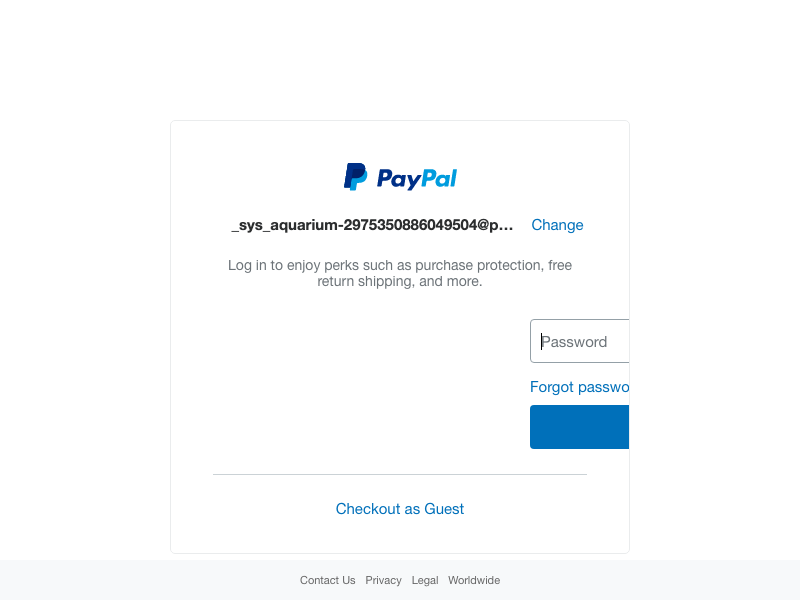 PayPal
_sys_aquarium-2975350886049504@p... Change
Log in to enjoy perks such as purchase protection, free
return shipping, and more.
Password
Forgot passwo
Checkout as Guest
Contact Us Privacy Legal Worldwide